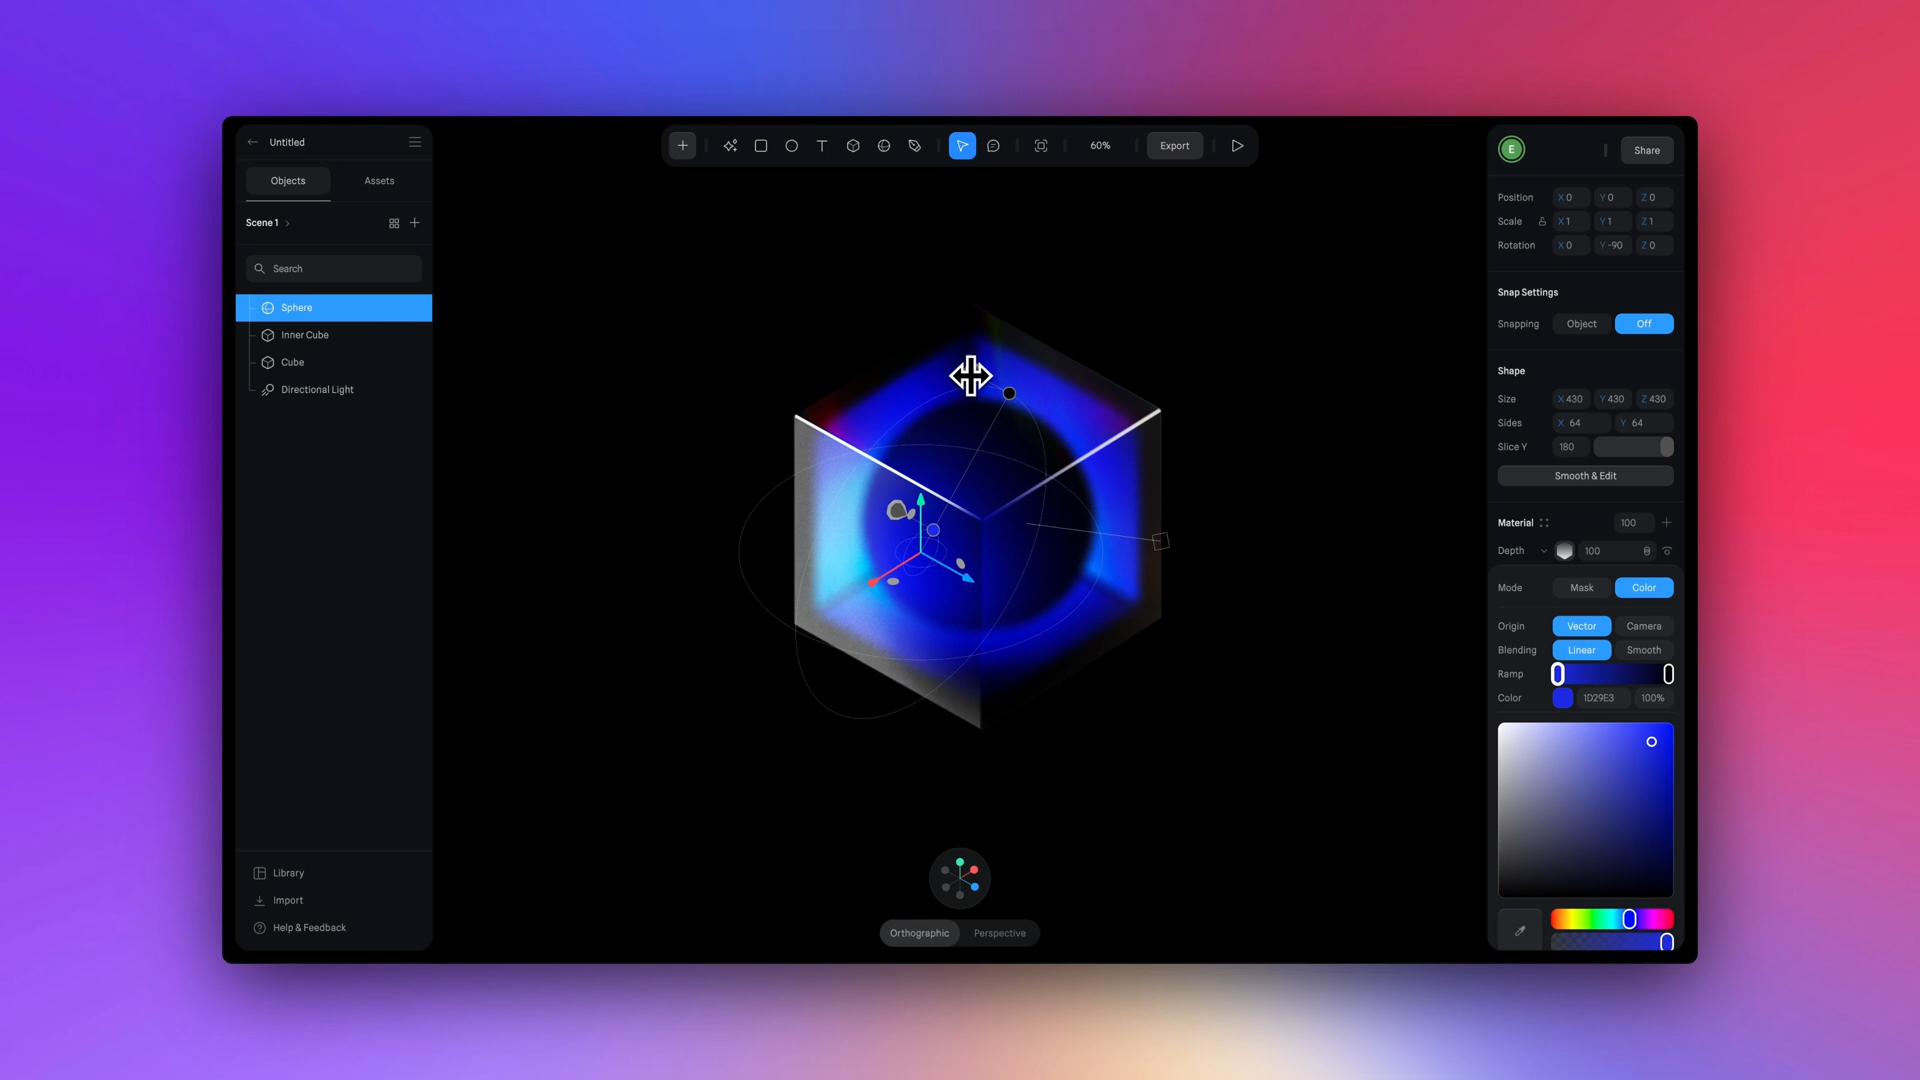 Untitled
Objects Assets
Scene 1
Search
Sphere
Inner Cube
Cube
Directional Light
Library
Import
Help & Feedback
T 60% Export
Orthographic Perspective
E Share
Position X 0 Y 0 Z 0
Scale X 1 Y 1 Z 1
Rotation X 0 Y -90 Z 0
Snap Settings
Snapping Object Off
Shape
Size X 430 Y 430 Z 430
Sides X 64 Y 64
Slice Y 180
Smooth & Edit
Material 100
Depth 100
Mode Mask Color
Origin Vector Camera
Blending Linear Smooth
Ramp
Color 1D29E3 100%